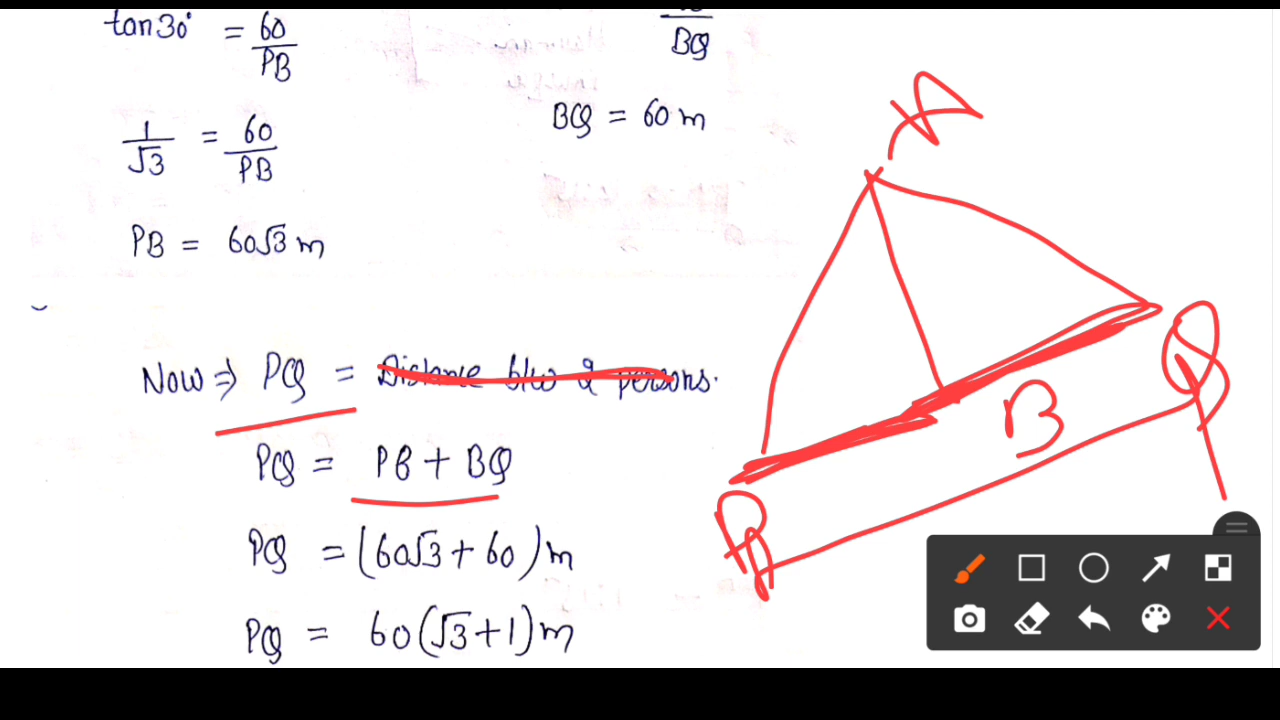 tan30° = 60/PB
BQ
1/√3 = 60/PB
BQ = 60 m
PB = 60√3 m
Now ⇒ PQ = Distance b/w 2 persons.
PQ = PB + BQ
PQ = (60√3 + 60) m
PQ = 60(√3+1) m
A
B
Q
P